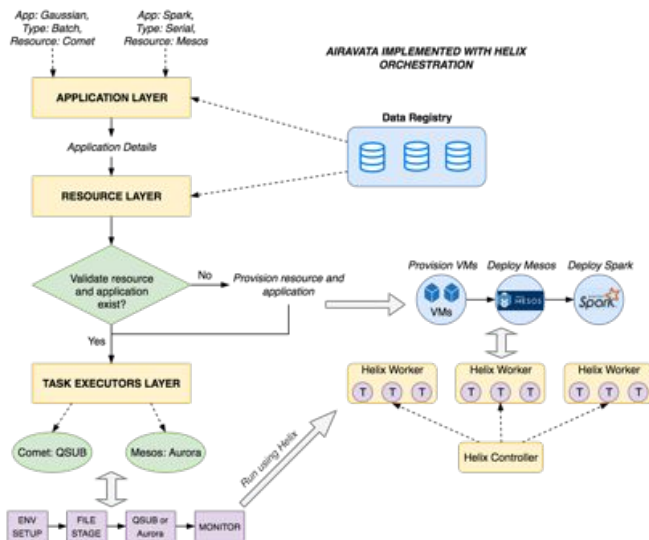 App: Gaussian,
Type: Batch,
Resource: Comet
App: Spark,
Type: Serial,
Resource: Mesos
AIRAVATA IMPLEMENTED WITH HELIX
ORCHESTRATION
APPLICATION LAYER
Data Registry
Application Details
RESOURCE LAYER
Validate resource
and application
exist?
No
Provision resource and
application
Yes
Provision VMs
Deploy Mesos
Deploy Spark
VMs
MESOS
Spark
TASK EXECUTORS LAYER
Helix Worker
T T T
Helix Worker
T T T
Helix Worker
T T T
Comet: QSUB
Mesos: Aurora
Run using Helix
Helix Controller
ENV
SETUP
FILE
STAGE
QSUB or
Aurora
MONITOR